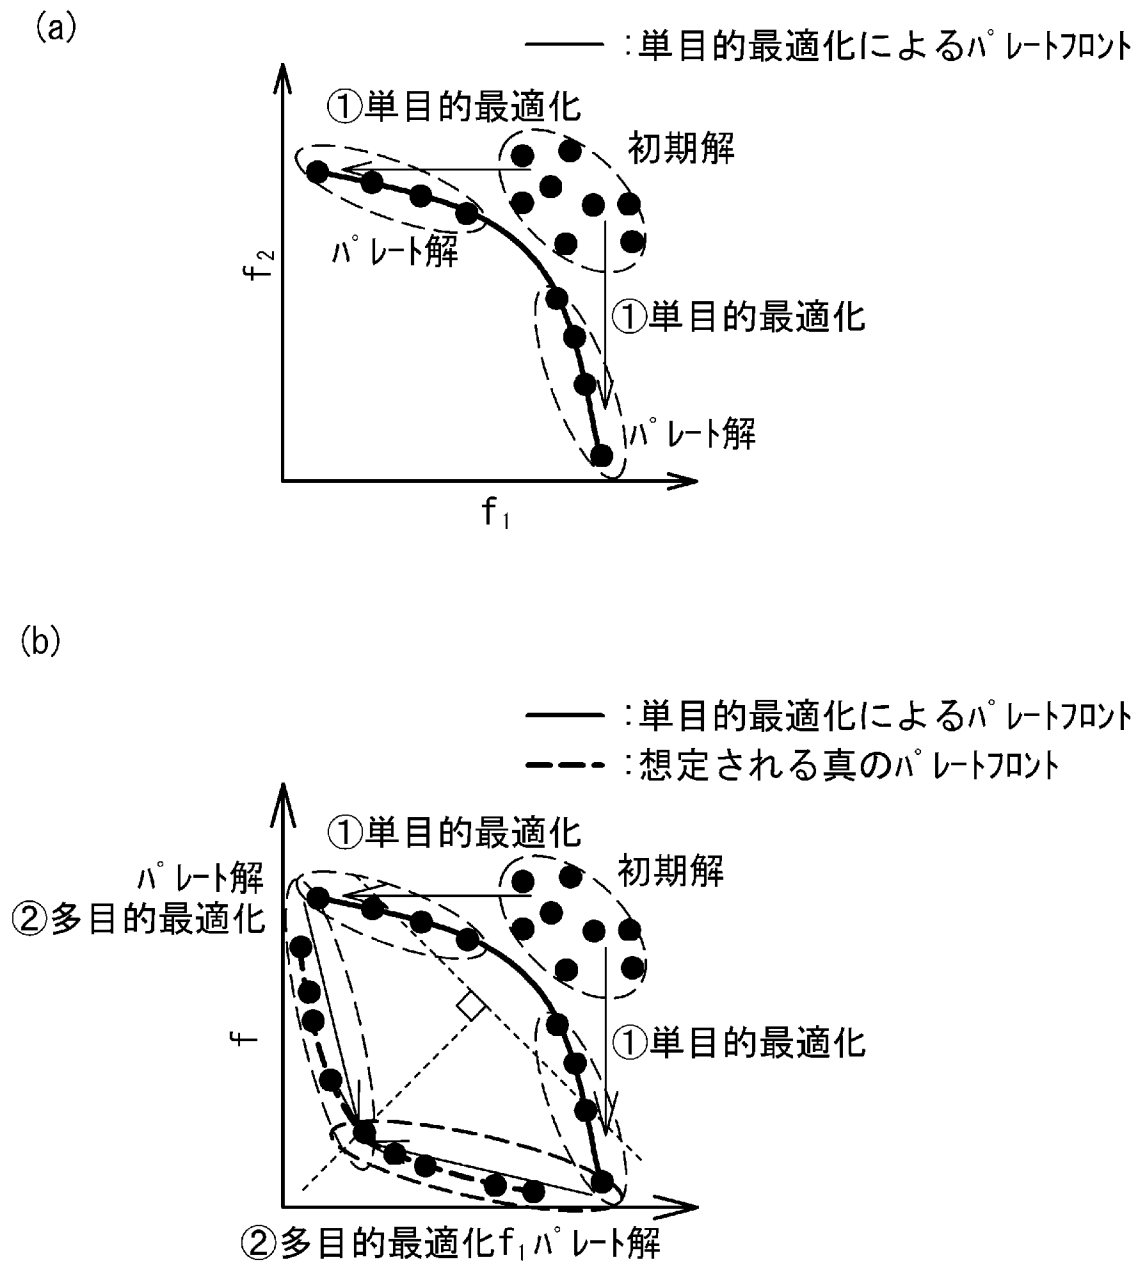 (a)
:単目的最適化によるパレートフロント
①単目的最適化
初期解
パレート解
f₂
①単目的最適化
パレート解
f₁
(b)
:単目的最適化によるパレートフロント
:想定される真のパレートフロント
①単目的最適化
初期解
パレート解
②多目的最適化
f
①単目的最適化
②多目的最適化f₁パレート解